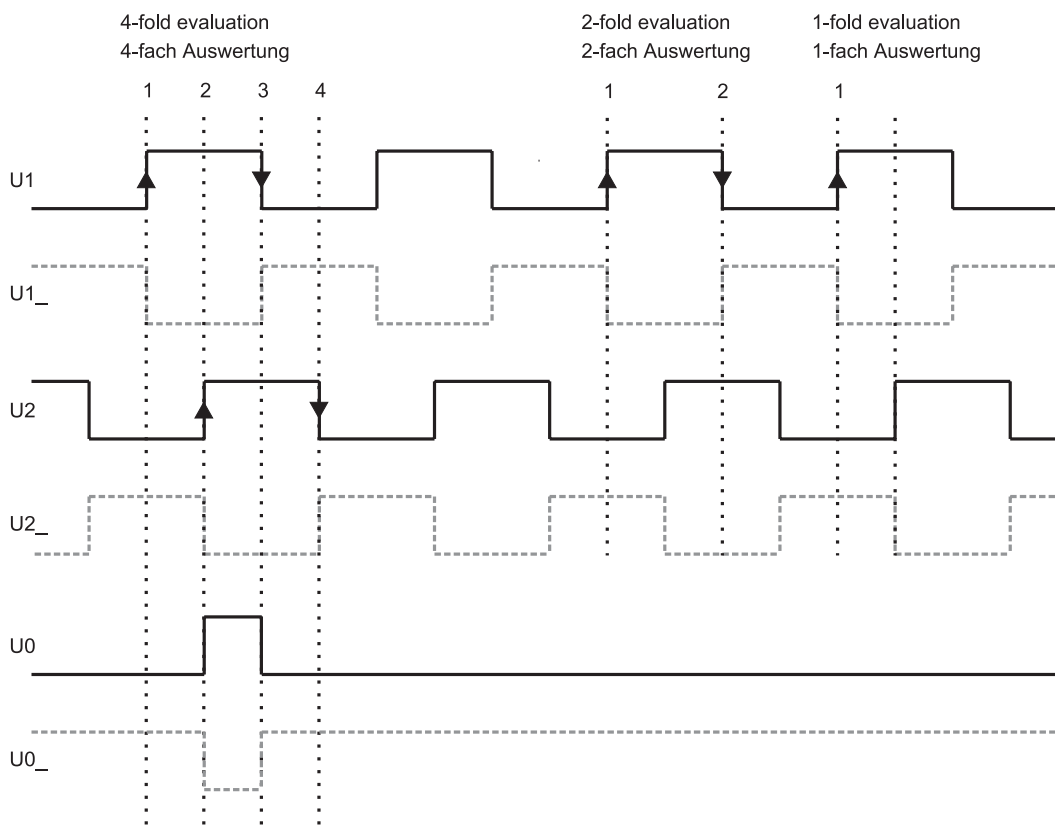 4-fold evaluation
4-fach Auswertung
2-fold evaluation
2-fach Auswertung
1-fold evaluation
1-fach Auswertung
1 2 3 4 1 2 1
U1
U1_
U2
U2_
U0
U0_